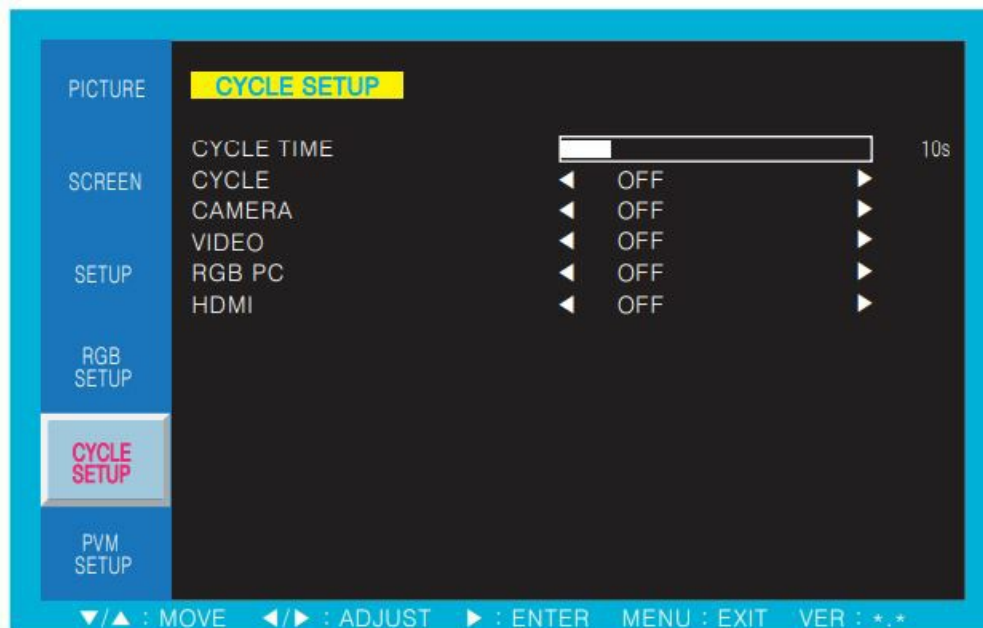 PICTURE
SCREEN
SETUP
RGB
SETUP
CYCLE
SETUP
PVM
SETUP
CYCLE SETUP
CYCLE TIME 10s
CYCLE ◀ OFF ▶
CAMERA ◀ OFF ▶
VIDEO ◀ OFF ▶
RGB PC ◀ OFF ▶
HDMI ◀ OFF ▶
▼/▲ : MOVE ◀/▶ : ADJUST ▶ : ENTER MENU : EXIT VER : *.*